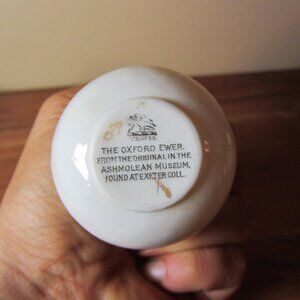 THE OXFORD EWER,
FROM THE ORIGINAL IN THE
ASHMOLEAN MUSEUM,
FOUND AT EXETER COLL.